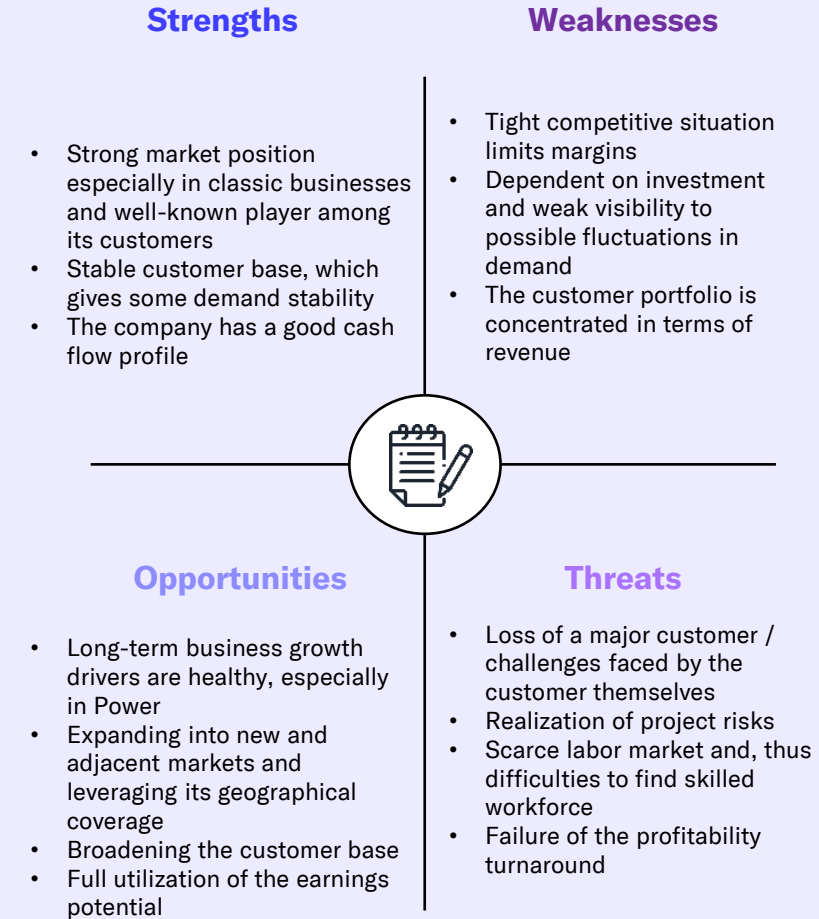 Strengths
• Strong market position
especially in classic businesses
and well-known player among
its customers
• Stable customer base, which
gives some demand stability
• The company has a good cash
flow profile
Weaknesses
• Tight competitive situation
limits margins
• Dependent on investment
and weak visibility to
possible fluctuations in
demand
• The customer portfolio is
concentrated in terms of
revenue
Opportunities
• Long-term business growth
drivers are healthy, especially
in Power
• Expanding into new and
adjacent markets and
leveraging its geographical
coverage
• Broadening the customer base
• Full utilization of the earnings
potential
Threats
• Loss of a major customer /
challenges faced by the
customer themselves
• Realization of project risks
• Scarce labor market and, thus
difficulties to find skilled
workforce
• Failure of the profitability
turnaround